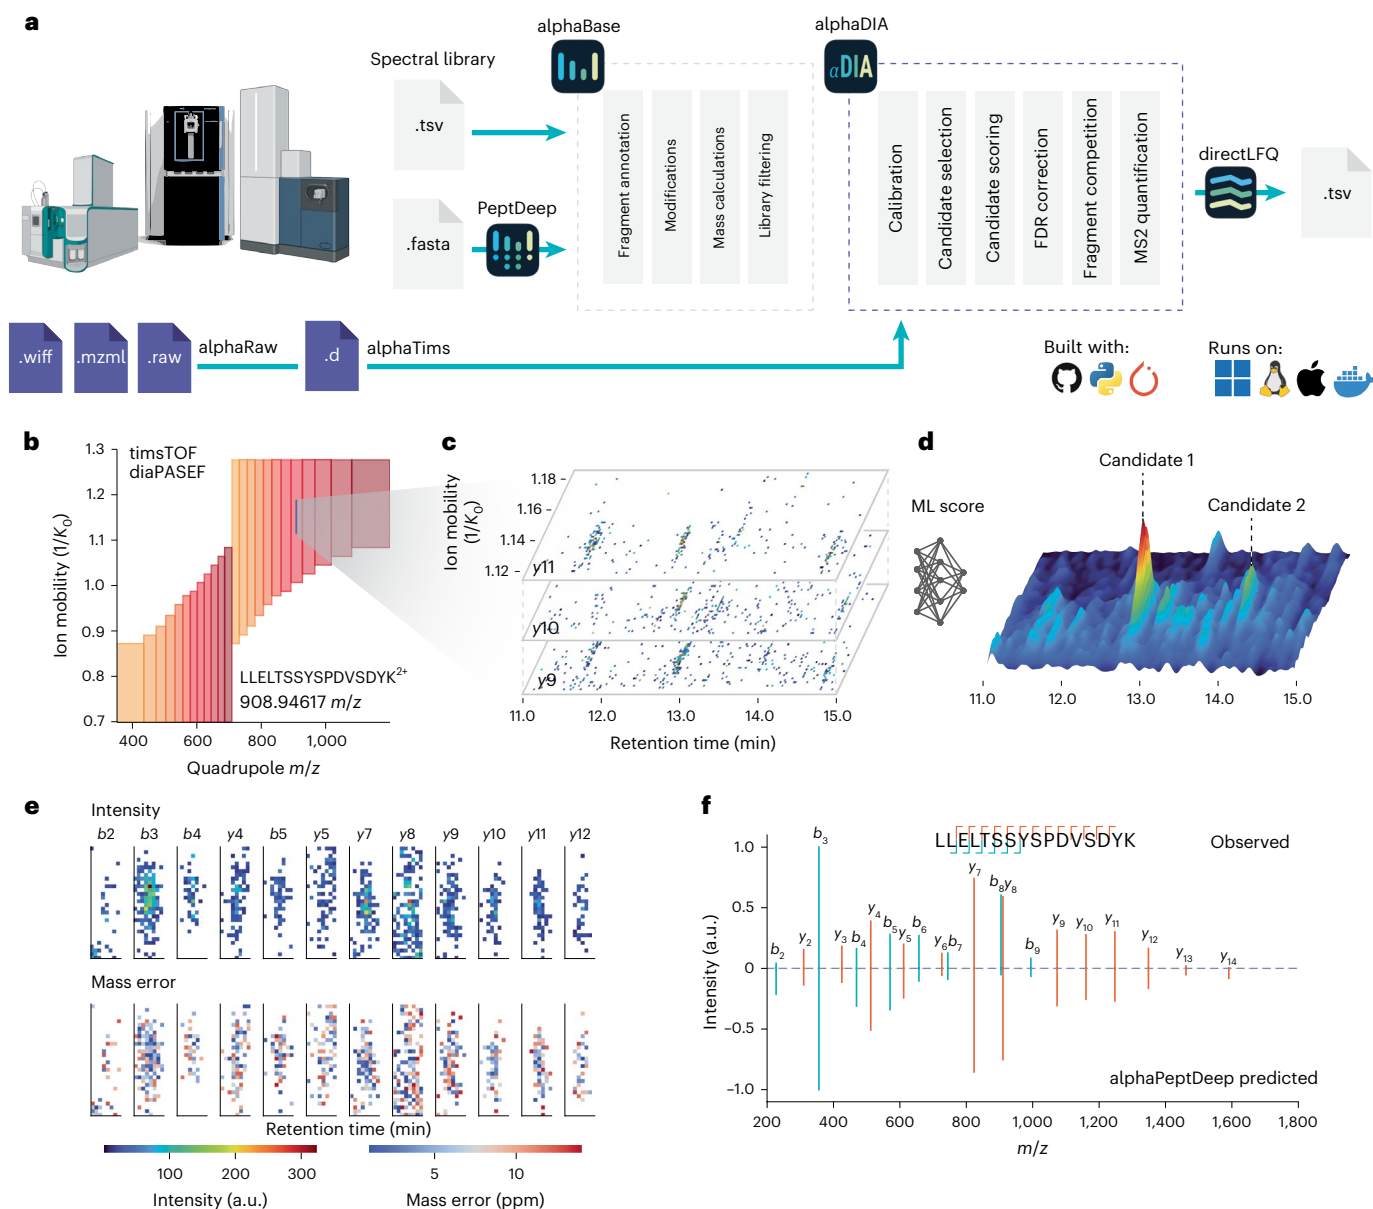 a
alphaBase
alphaDIA
αDIA
Spectral library
.tsv
.fasta
PeptDeep
Fragment annotation
Modifications
Mass calculations
Library filtering
Calibration
Candidate selection
Candidate scoring
FDR correction
Fragment competition
MS2 quantification
directLFQ
.tsv
.wiff
.mzml
.raw
alphaRaw
.d
alphaTims
Built with:
Runs on:
b
timsTOF
diaPASEF
Ion mobility (1/K0)
1.3
1.2
1.1
1.0
0.9
0.8
0.7
LLELTSSYSPDVSDYK2+
908.94617 m/z
400 600 800 1,000
Quadrupole m/z
c
Ion mobility
(1/K0)
1.18
1.16
1.14
1.12
y11
y10
y9
11.0 12.0 13.0 14.0 15.0
Retention time (min)
d
Candidate 1
Candidate 2
ML score
11.0 12.0 13.0 14.0 15.0
e
Intensity
b2 b3 b4 y4 b5 y5 y7 y8 y9 y10 y11 y12
Mass error
Retention time (min)
100 200 300
Intensity (a.u.)
5 10
Mass error (ppm)
f
LLELTSSYSPDVSDYK
Observed
Intensity (a.u.)
1.0
0.5
0
–0.5
–1.0
b2 y2 b3 y3 b4 y4 b5 y5 b6 y6 b7 y7 b8 y8 b9 y9 y10 y11 y12 y13 y14
alphaPeptDeep predicted
200 400 600 800 1,000 1,200 1,400 1,600 1,800
m/z